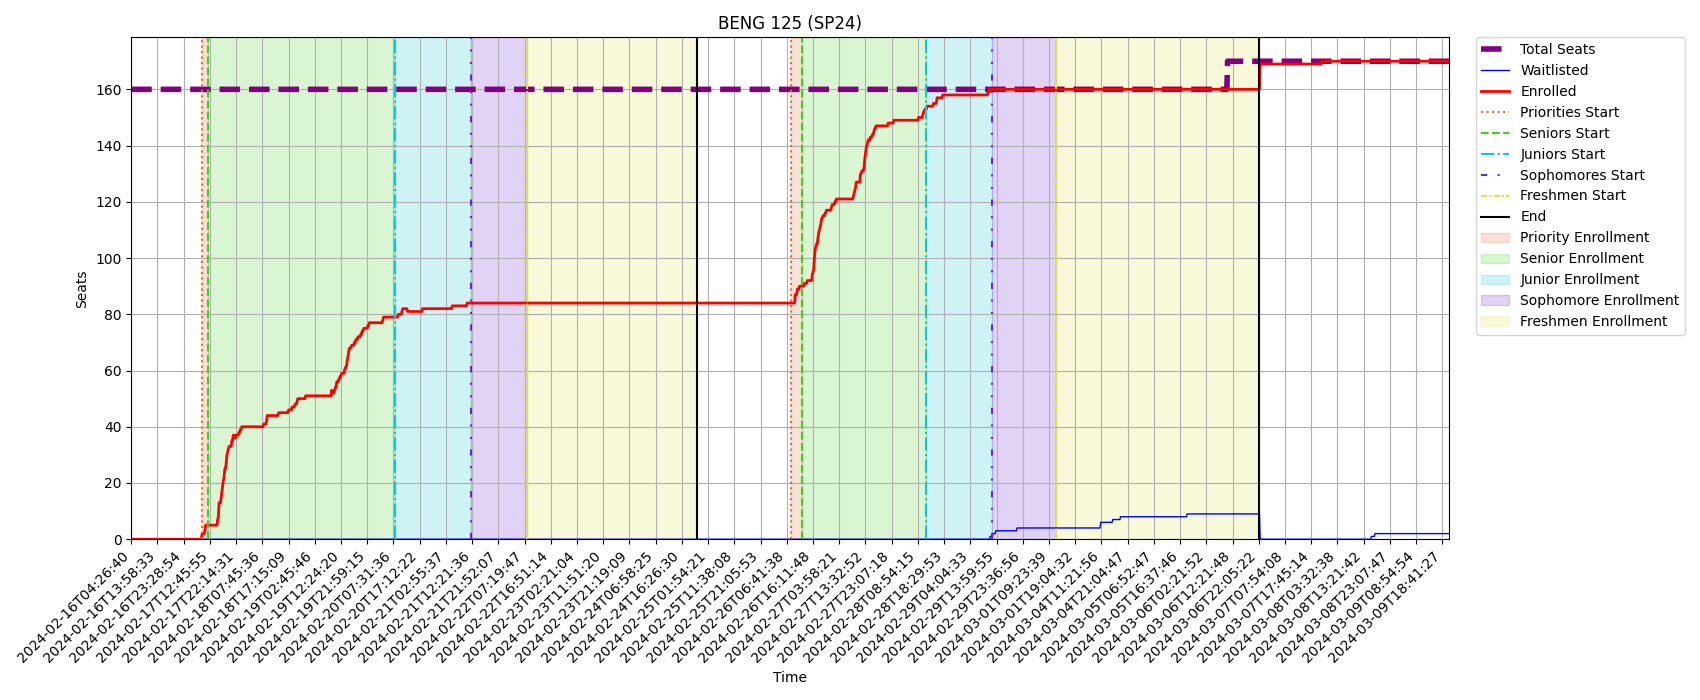 BENG 125 (SP24)
Seats
160
140
120
100
80
60
40
20
0
2024-02-16T04:26:40
2024-02-16T13:58:33
2024-02-16T23:28:54
2024-02-17T12:45:55
2024-02-17T22:14:31
2024-02-18T07:45:36
2024-02-18T17:15:09
2024-02-19T02:45:46
2024-02-19T12:24:20
2024-02-19T21:59:15
2024-02-20T07:31:36
2024-02-20T17:12:22
2024-02-21T02:55:37
2024-02-21T12:21:36
2024-02-21T21:52:07
2024-02-22T07:19:47
2024-02-22T16:51:14
2024-02-23T02:21:04
2024-02-23T11:51:20
2024-02-23T21:19:09
2024-02-24T06:58:25
2024-02-24T16:26:30
2024-02-25T01:54:21
2024-02-25T11:38:08
2024-02-25T21:05:53
2024-02-26T06:41:38
2024-02-26T16:11:48
2024-02-27T03:58:21
2024-02-27T13:32:52
2024-02-27T23:07:18
2024-02-28T08:54:15
2024-02-28T18:29:53
2024-02-29T04:04:33
2024-02-29T13:59:55
2024-02-29T23:36:56
2024-03-01T09:23:39
2024-03-01T19:04:32
2024-03-04T11:21:56
2024-03-04T21:04:47
2024-03-05T06:52:47
2024-03-05T16:37:46
2024-03-06T02:21:52
2024-03-06T12:21:48
2024-03-06T22:05:22
2024-03-07T07:54:08
2024-03-07T17:45:14
2024-03-08T03:32:38
2024-03-08T13:21:42
2024-03-08T23:07:47
2024-03-09T08:54:54
2024-03-09T18:41:27
Time
Total Seats
Waitlisted
Enrolled
Priorities Start
Seniors Start
Juniors Start
Sophomores Start
Freshmen Start
End
Priority Enrollment
Senior Enrollment
Junior Enrollment
Sophomore Enrollment
Freshmen Enrollment